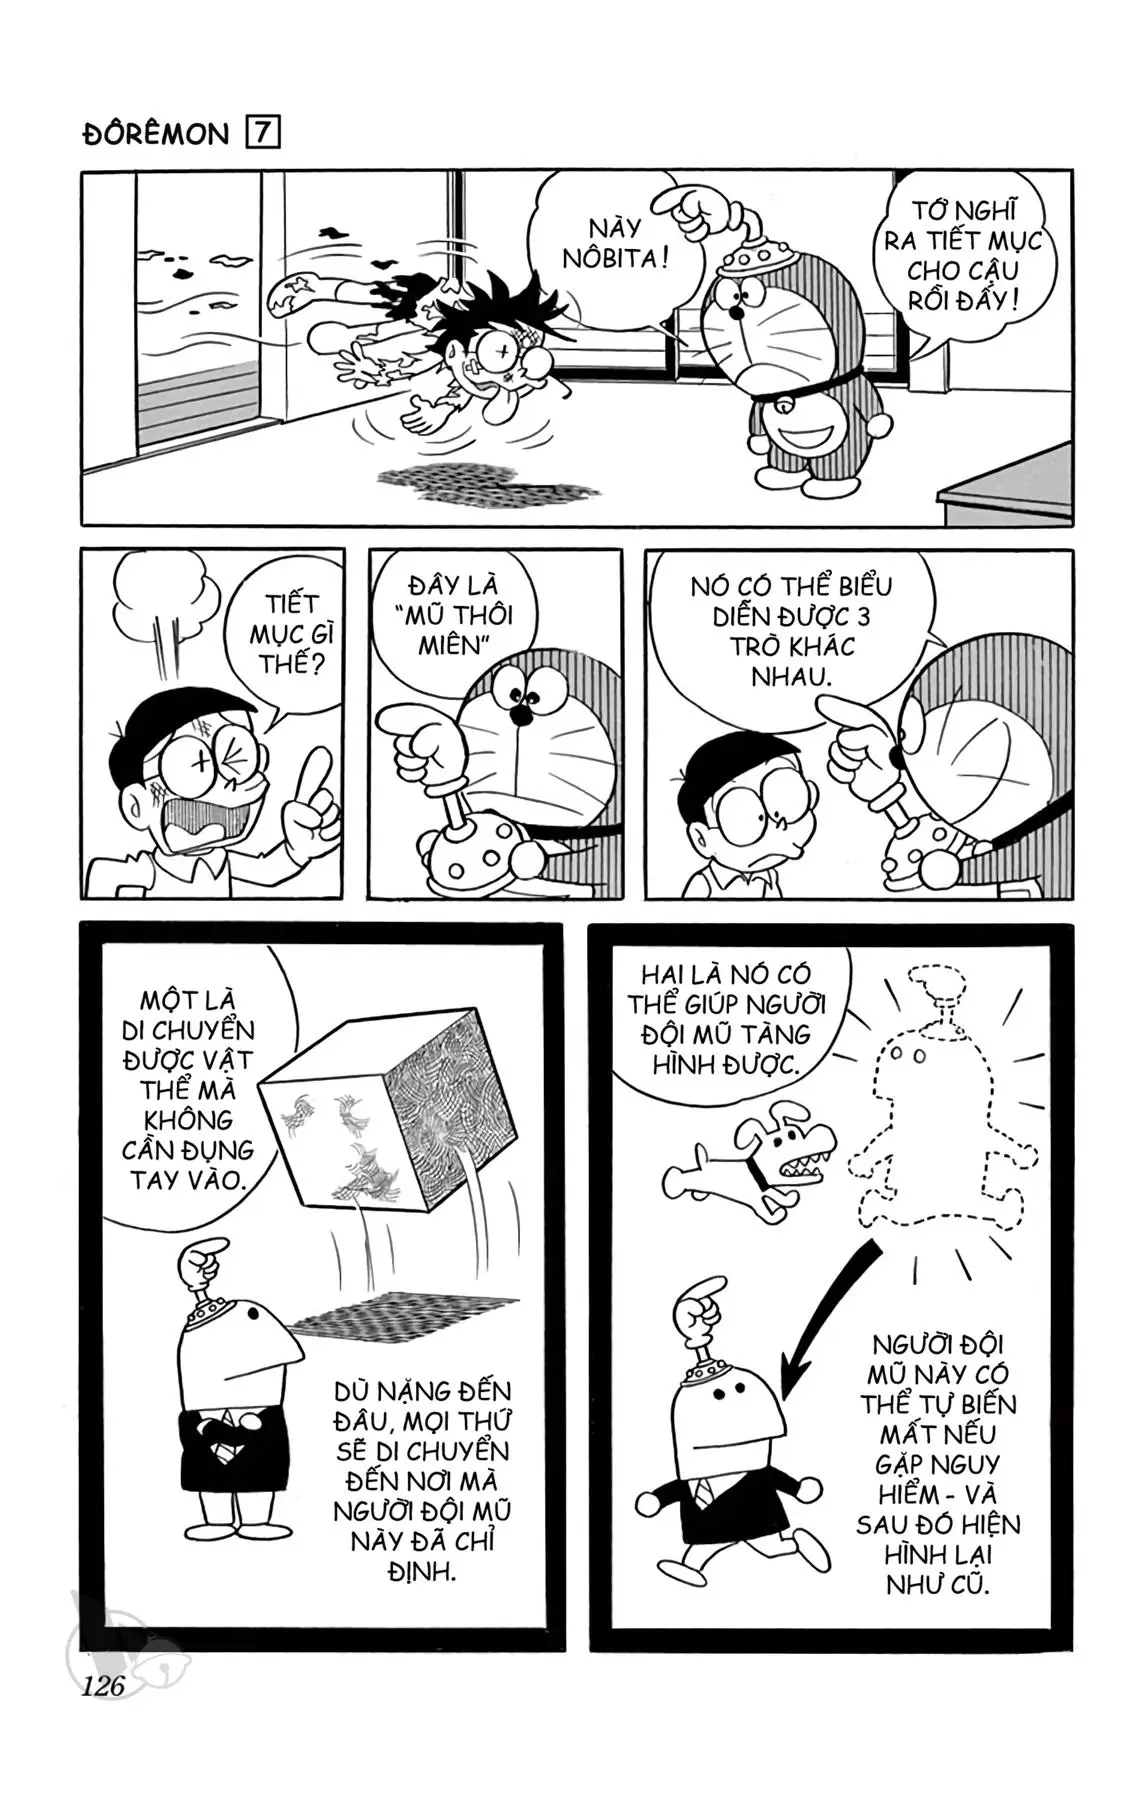 ĐÔRÊMON 7
NÀY
NÔBITA!
TỚ NGHĨ
RA TIẾT MỤC
CHO CẬU
RỒI ĐẤY!
TIẾT
MỤC GÌ
THẾ?
ĐÂY LÀ
"MŨ THÔI
MIÊN"
NÓ CÓ THỂ BIỂU
DIỄN ĐƯỢC 3
TRÒ KHÁC
NHAU.
MỘT LÀ
DI CHUYỂN
ĐƯỢC VẬT
THỂ MÀ
KHÔNG
CẦN ĐỤNG
TAY VÀO.
DÙ NẶNG ĐẾN
ĐÂU, MỌI THỨ
SẼ DI CHUYỂN
ĐẾN NƠI MÀ
NGƯỜI ĐỘI MŨ
NÀY ĐÃ CHỈ
ĐỊNH.
HAI LÀ NÓ CÓ
THỂ GIÚP NGƯỜI
ĐỘI MŨ TÀNG
HÌNH ĐƯỢC.
NGƯỜI ĐỘI
MŨ NÀY CÓ
THỂ TỰ BIẾN
MẤT NẾU
GẶP NGUY
HIỂM - VÀ
SAU ĐÓ HIỆN
HÌNH LẠI
NHƯ CŨ.
126